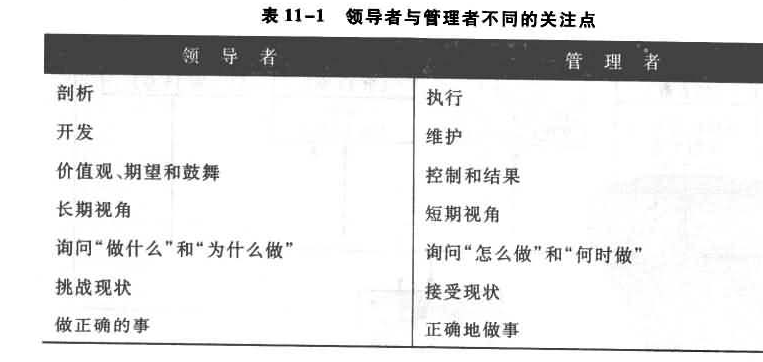 表 11-1 领导者与管理者不同的关注点
领导者 管理者
剖析 执行
开发 维护
价值观、期望和鼓舞 控制和结果
长期视角 短期视角
询问“做什么”和“为什么做” 询问“怎么做”和“何时做”
挑战现状 接受现状
做正确的事 正确地做事